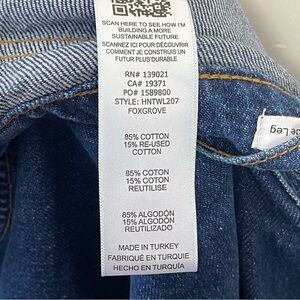 SCAN HERE TO SEE HOW I'M
BUILDING A MORE
SUSTAINABLE FUTURE
SCANNEZ ICI POUR DÉCOUVRIR
COMMENT JE CONSTRUIS UN
FUTUR PLUS DURABLE
RN# 139021
CA# 19371
PO# 1589800
STYLE: HNTWL207
FOXGROVE
85% COTTON
15% RE-USED COTTON
85% COTON
15% COTON
REUTILISE
85% ALGODÓN
15% ALGODÓN
REUTILIZADO
MADE IN TURKEY
FABRIQUÉ EN TURQUIE
HECHO EN TURQUÍA
Leg